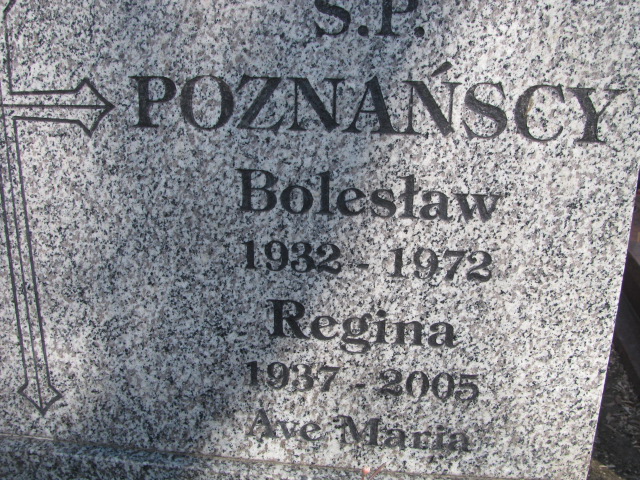 S.P.
POZNAŃSCY
Bolesław
1932 - 1972
Regina
1937 - 2005
Ave Maria